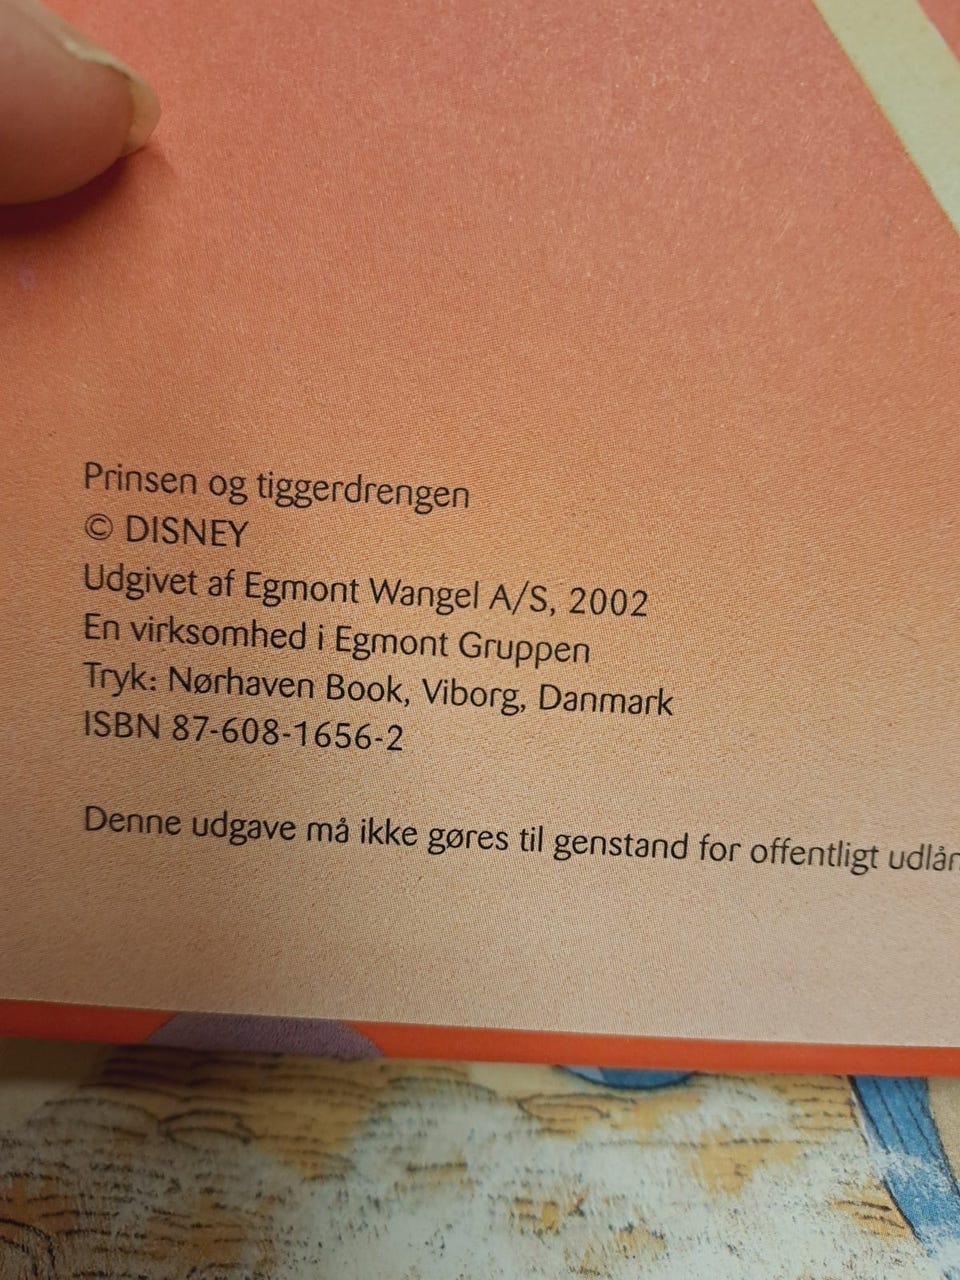 Prinsen og tiggerdrengen
© DISNEY
Udgivet af Egmont Wangel A/S, 2002
En virksomhed i Egmont Gruppen
Tryk: Nørhaven Book, Viborg, Danmark
ISBN 87-608-1656-2
Denne udgave må ikke gøres til genstand for offentligt udlån